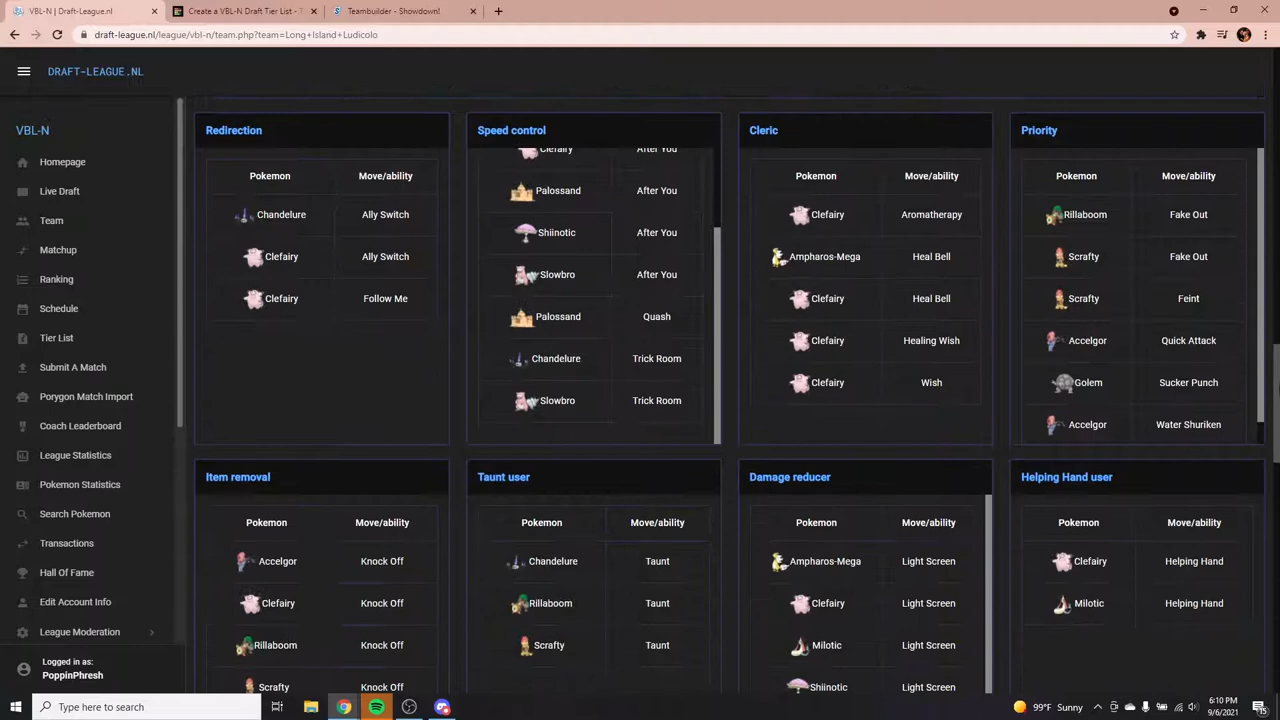 VBL-N | Draft-League.nl
Create a VBL-N Draft Tier List -
Teambuilder - Showdown!
draft-league.nl/league/vbl-n/team.php?team=Long+Island+Ludicolo
DRAFT-LEAGUE.NL
VBL-N
Homepage
Live Draft
Team
Matchup
Ranking
Schedule
Tier List
Submit A Match
Porygon Match Import
Coach Leaderboard
League Statistics
Pokemon Statistics
Search Pokemon
Transactions
Hall Of Fame
Edit Account Info
League Moderation
Logged in as:
PoppinPhresh
Redirection
Pokemon Move/ability
Chandelure Ally Switch
Clefairy Ally Switch
Clefairy Follow Me
Speed control
Clefairy After You
Palossand After You
Shiinotic After You
Slowbro After You
Palossand Quash
Chandelure Trick Room
Slowbro Trick Room
Cleric
Pokemon Move/ability
Clefairy Aromatherapy
Ampharos-Mega Heal Bell
Clefairy Heal Bell
Clefairy Healing Wish
Clefairy Wish
Priority
Pokemon Move/ability
Rillaboom Fake Out
Scrafty Fake Out
Scrafty Feint
Accelgor Quick Attack
Golem Sucker Punch
Accelgor Water Shuriken
Item removal
Pokemon Move/ability
Accelgor Knock Off
Clefairy Knock Off
Rillaboom Knock Off
Scrafty Knock Off
Taunt user
Pokemon Move/ability
Chandelure Taunt
Rillaboom Taunt
Scrafty Taunt
Damage reducer
Pokemon Move/ability
Ampharos-Mega Light Screen
Clefairy Light Screen
Milotic Light Screen
Shiinotic Light Screen
Helping Hand user
Pokemon Move/ability
Clefairy Helping Hand
Milotic Helping Hand
Type here to search
99°F Sunny
6:10 PM
9/6/2021
15